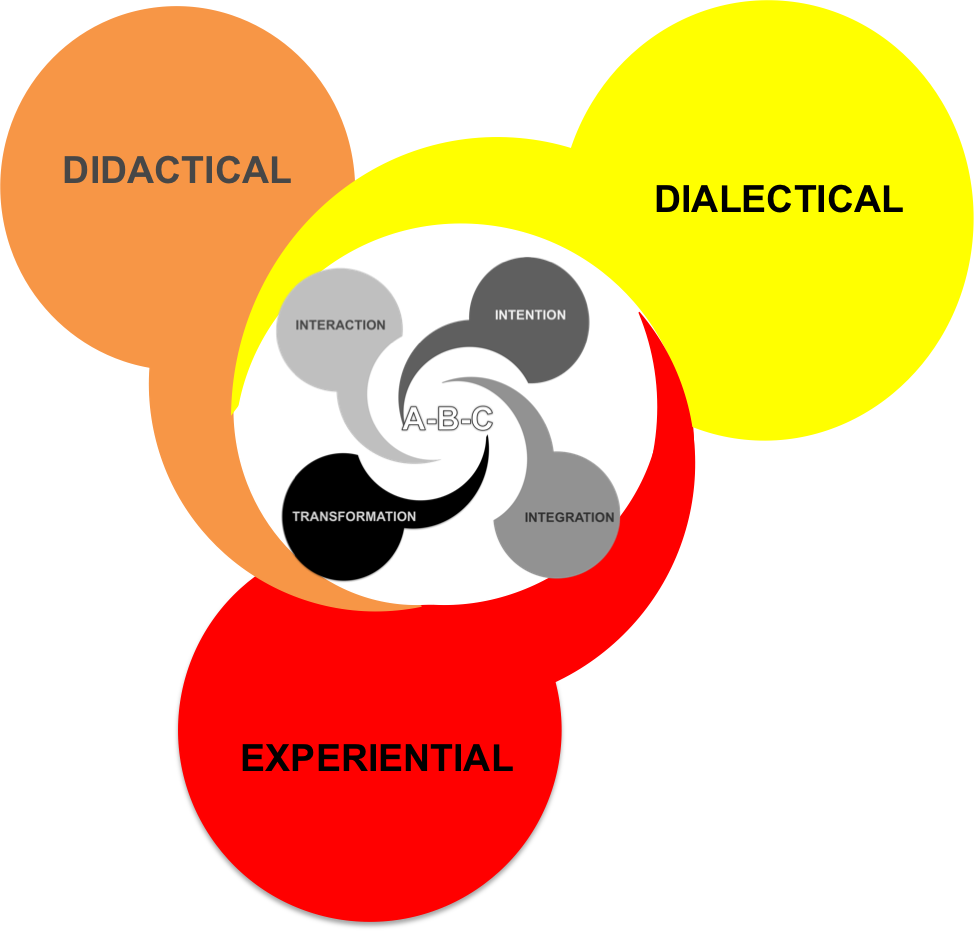 DIDACTICAL
DIALECTICAL
INTERACTION
INTENTION
A-B-C
TRANSFORMATION
INTEGRATION
EXPERIENTIAL